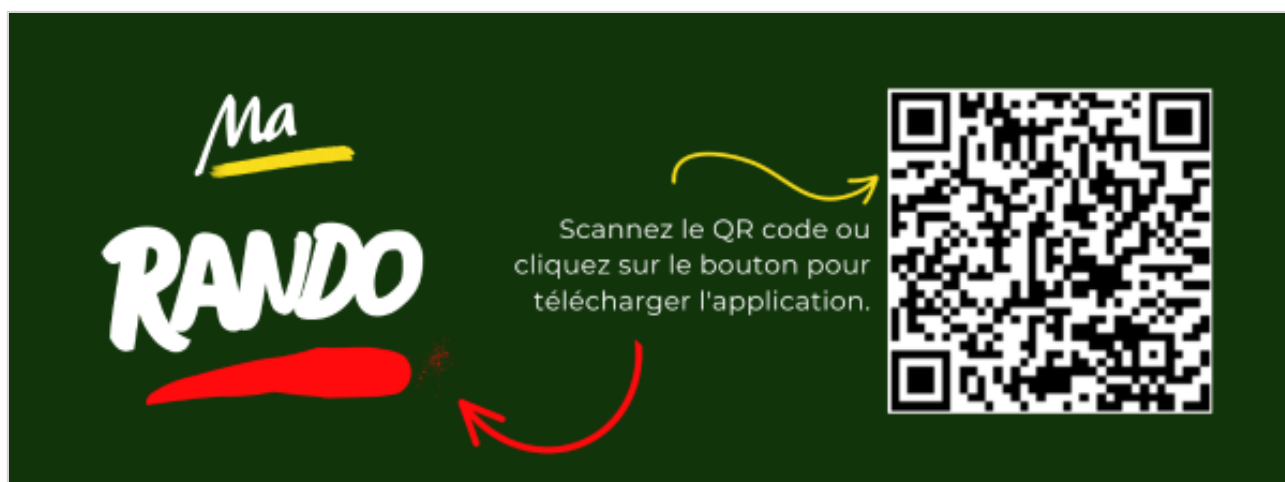 Ma
RANDO
Scannez le QR code ou
cliquez sur le bouton pour
télécharger l'application.